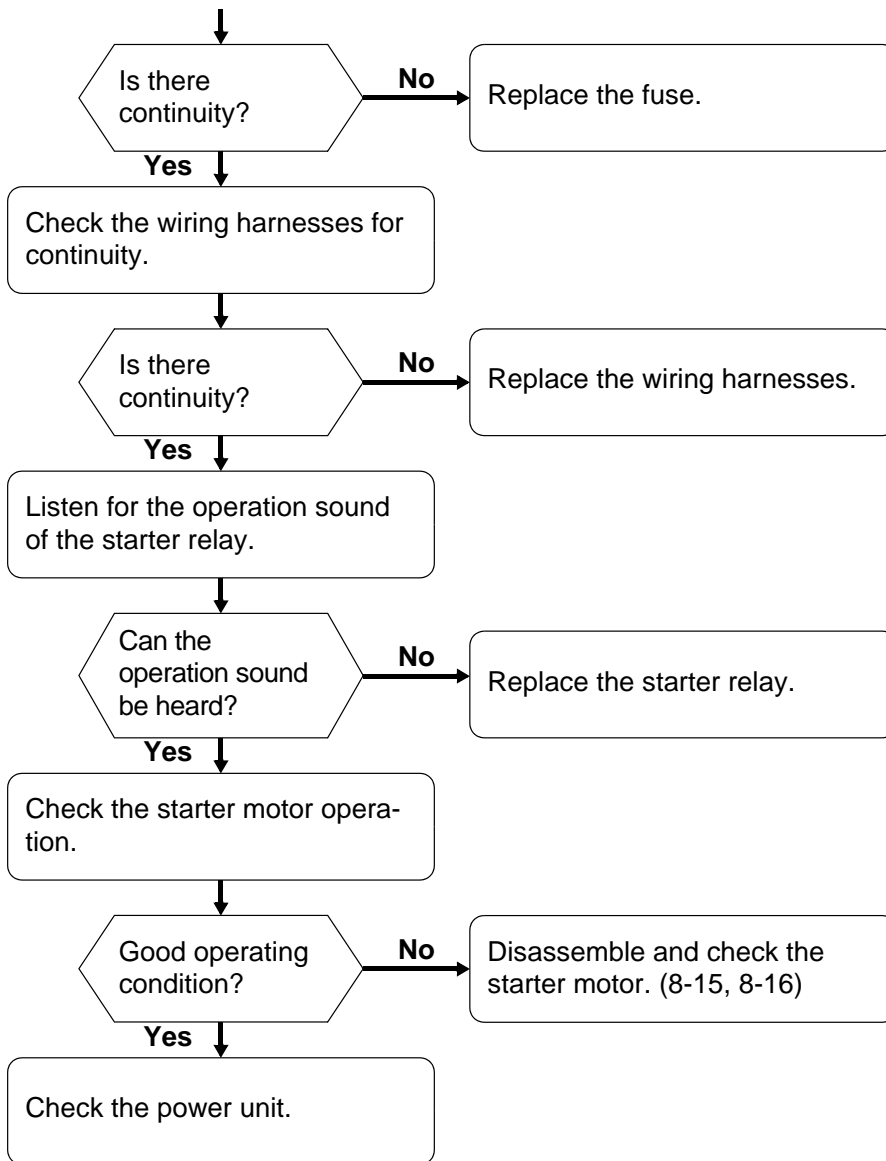 Is there
continuity?
No
Replace the fuse.
Yes
Check the wiring harnesses for
continuity.
Is there
continuity?
No
Replace the wiring harnesses.
Yes
Listen for the operation sound
of the starter relay.
Can the
operation sound
be heard?
No
Replace the starter relay.
Yes
Check the starter motor opera-
tion.
Good operating
condition?
No
Disassemble and check the
starter motor. (8-15, 8-16)
Yes
Check the power unit.